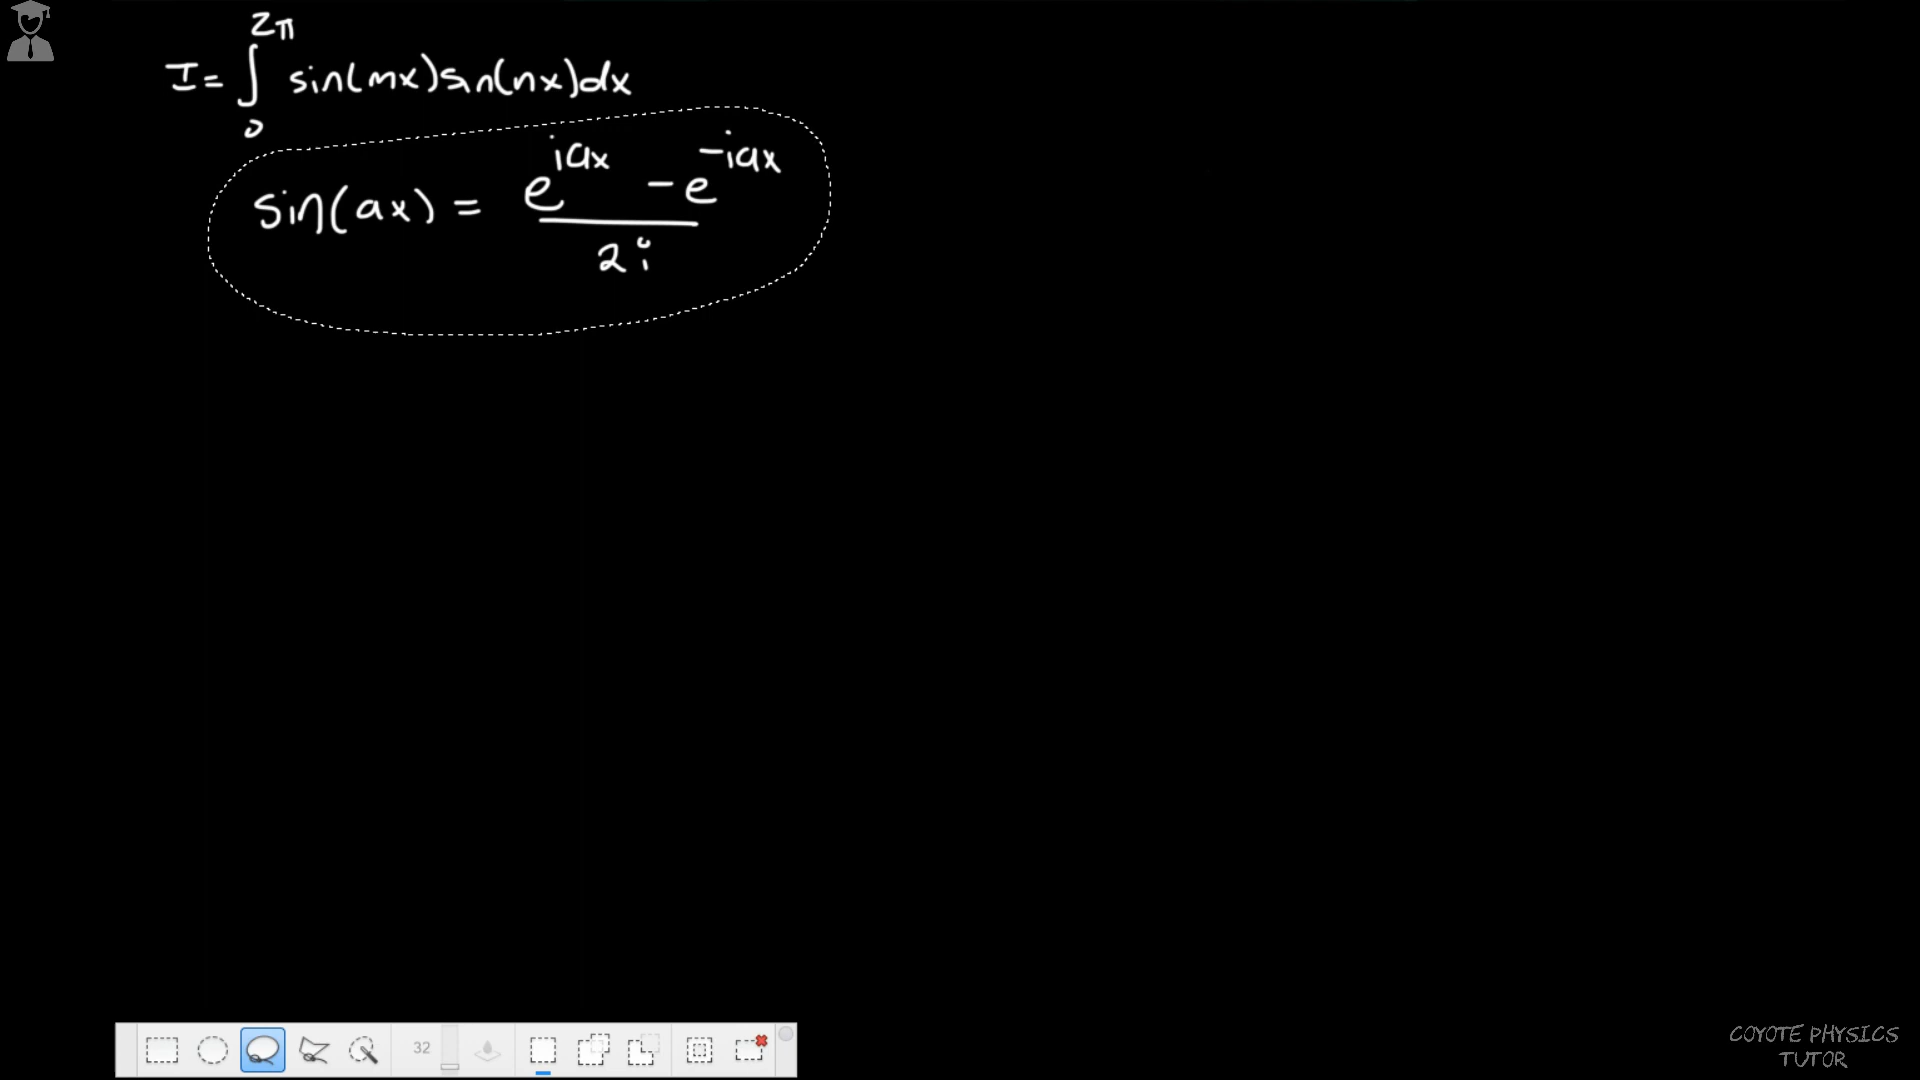 I = ∫₀^{2π} sin(mx)sin(nx)dx
sin(ax) = (e^{iax} - e^{-iax}) / 2i
32
COYOTE PHYSICS
TUTOR